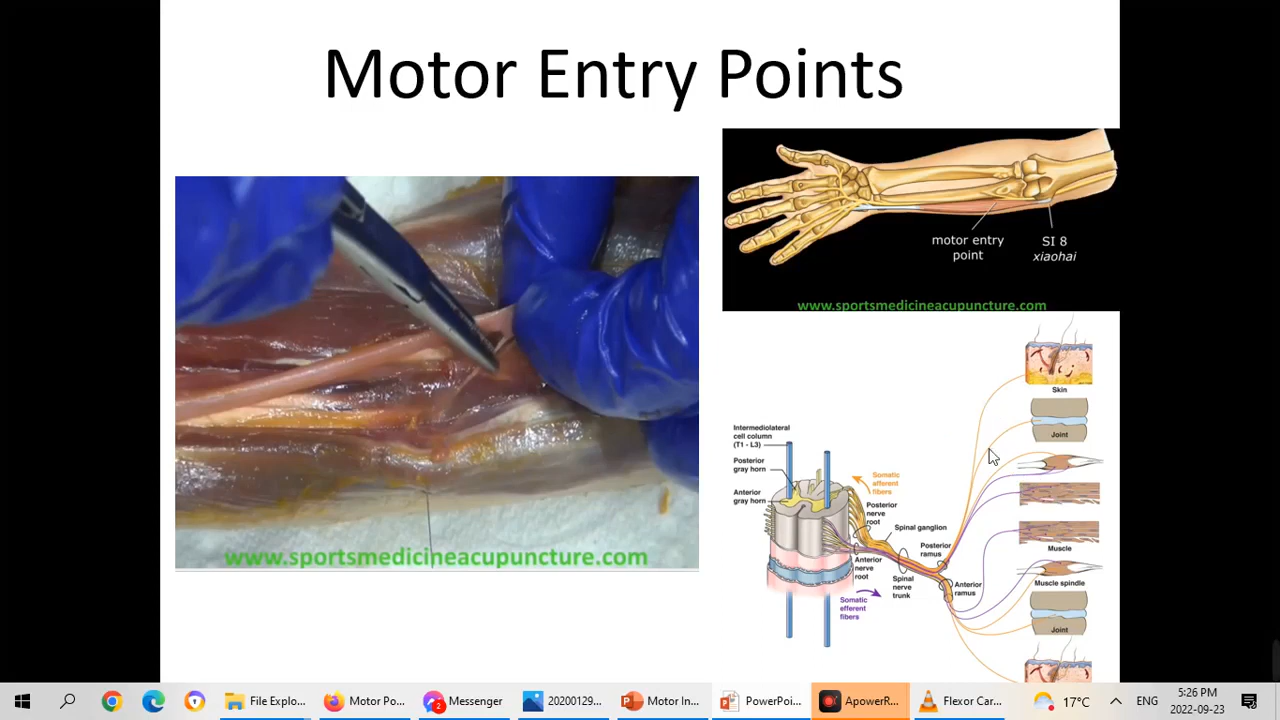 Motor Entry Points
motor entry
point
SI 8
xiaohai
www.sportsmedicineacupuncture.com
www.sportsmedicineacupuncture.com
Skin
Joint
Intermediolateral
cell column
(T1 - L3)
Posterior
gray horn
Anterior
gray horn
Somatic
afferent
fibers
Posterior
nerve
root
Spinal ganglion
Posterior
ramus
Anterior
nerve
root
Spinal
nerve
trunk
Anterior
ramus
Somatic
efferent
fibers
Muscle
Muscle spindle
Joint
File Explo...
Motor Po...
2
Messenger
20200129...
Motor In...
PowerPoi...
ApowerR...
Flexor Car...
17°C
ENG
5:26 PM
2022-09-23